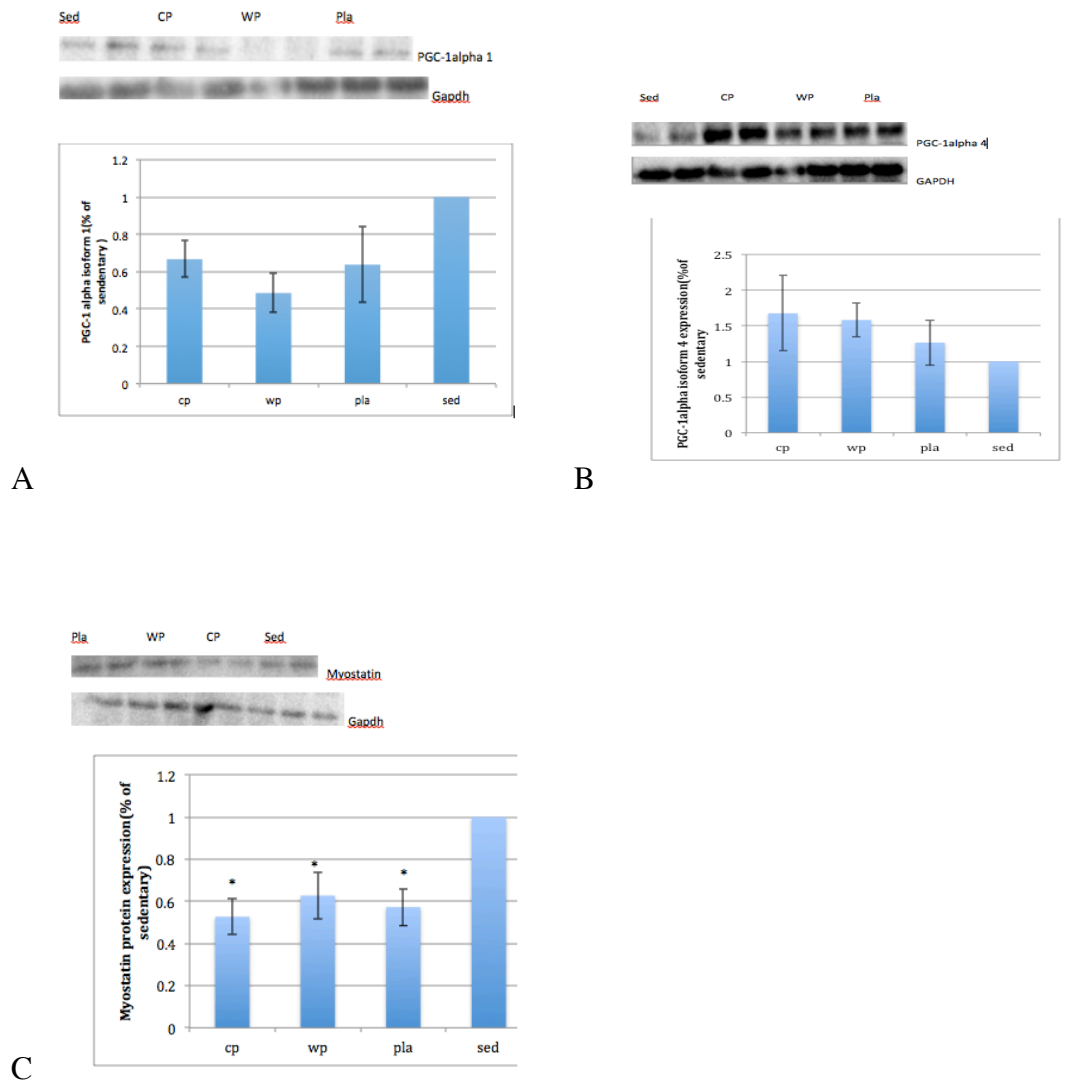 Sed CP WP Pla
PGC-1alpha 1
Gapdh
1.2
1
0.8
0.6
0.4
0.2
0
PGC-1 alpha isoform 1(% of
sendentary )
cp wp pla sed
A
Sed CP WP Pla
PGC-1alpha 4
GAPDH
2.5
2
1.5
1
0.5
0
PGC-1alpha isoform 4 expression(%of
sedentary
cp wp pla sed
B
Pla WP CP Sed
Myostatin
Gapdh
1.2
1
0.8
0.6
0.4
0.2
0
Myostatin protein expression(% of
sedentary)
* * *
cp wp pla sed
C